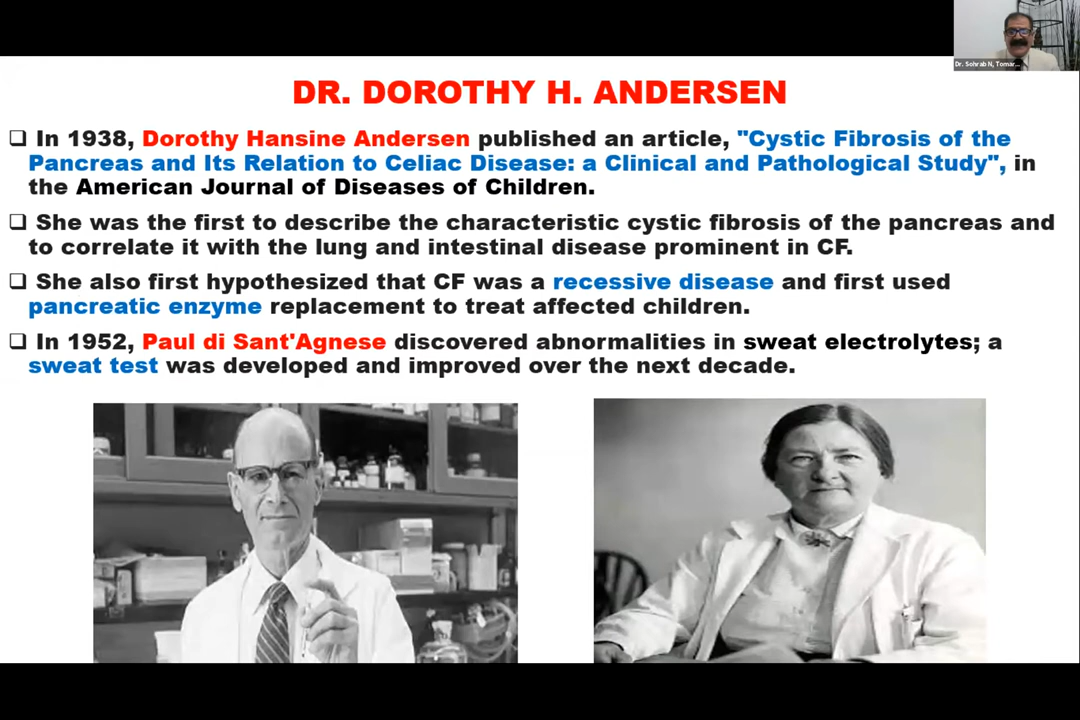 Dr. Sohrab N, Tomar...
DR. DOROTHY H. ANDERSEN
❑ In 1938, Dorothy Hansine Andersen published an article, "Cystic Fibrosis of the
Pancreas and Its Relation to Celiac Disease: a Clinical and Pathological Study", in
the American Journal of Diseases of Children.
❑ She was the first to describe the characteristic cystic fibrosis of the pancreas and
to correlate it with the lung and intestinal disease prominent in CF.
❑ She also first hypothesized that CF was a recessive disease and first used
pancreatic enzyme replacement to treat affected children.
❑ In 1952, Paul di Sant'Agnese discovered abnormalities in sweat electrolytes; a
sweat test was developed and improved over the next decade.